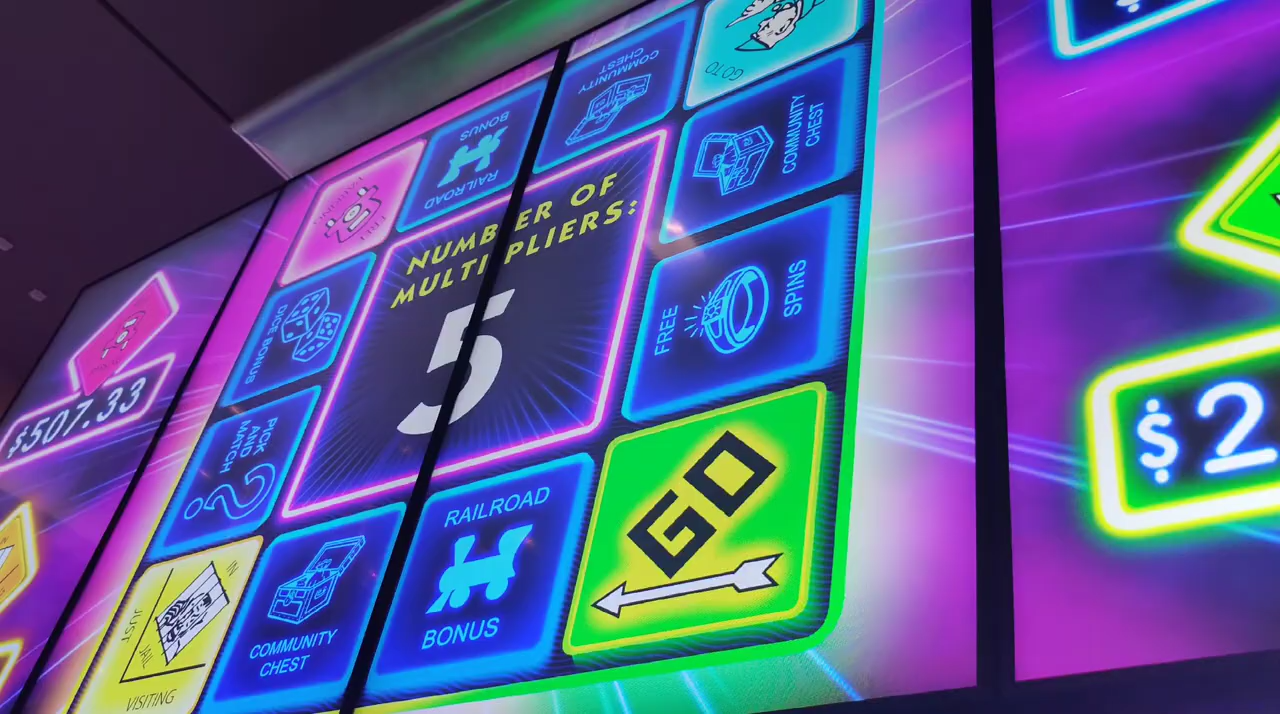 GO TO
COMMUNITY
CHEST
RAILROAD
BONUS
COMMUNITY
CHEST
NUMBER OF
MULTIPLIERS:
5
DICE BONUS
FREE
SPINS
PICK
AND
MATCH
$507.33
$2
GO
RAILROAD
BONUS
COMMUNITY
CHEST
IN
JAIL
JUST
VISITING